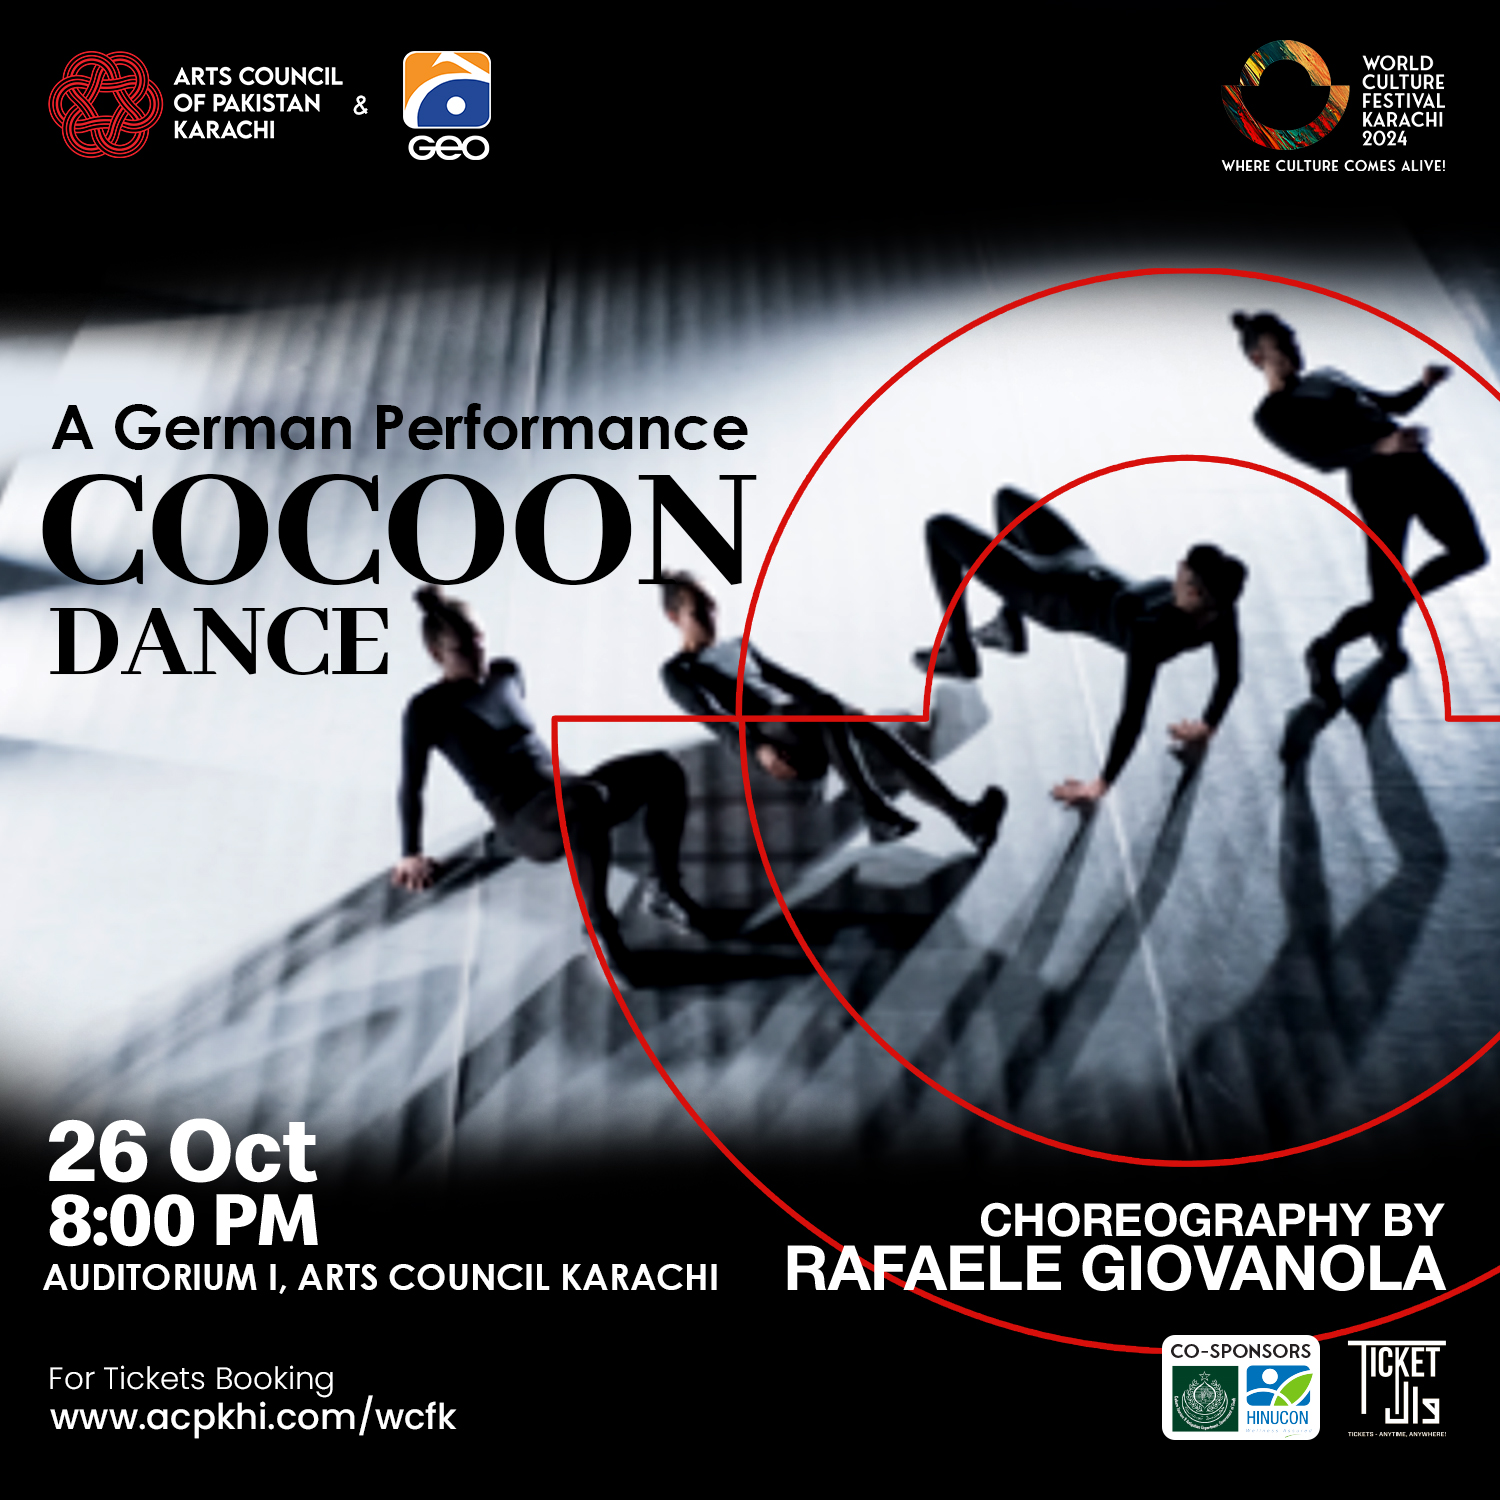 ARTS COUNCIL
OF PAKISTAN
KARACHI
&
GEO
WORLD
CULTURE
FESTIVAL
KARACHI
2024
WHERE CULTURE COMES ALIVE!
A German Performance
COCOON
DANCE
26 Oct
8:00 PM
AUDITORIUM I, ARTS COUNCIL KARACHI
CHOREOGRAPHY BY
RAFAELE GIOVANOLA
For Tickets Booking
www.acpkhi.com/wcfk
CO-SPONSORS
HINUCON
TICKET
والا
TICKETS - ANYTIME, ANYWHERE!